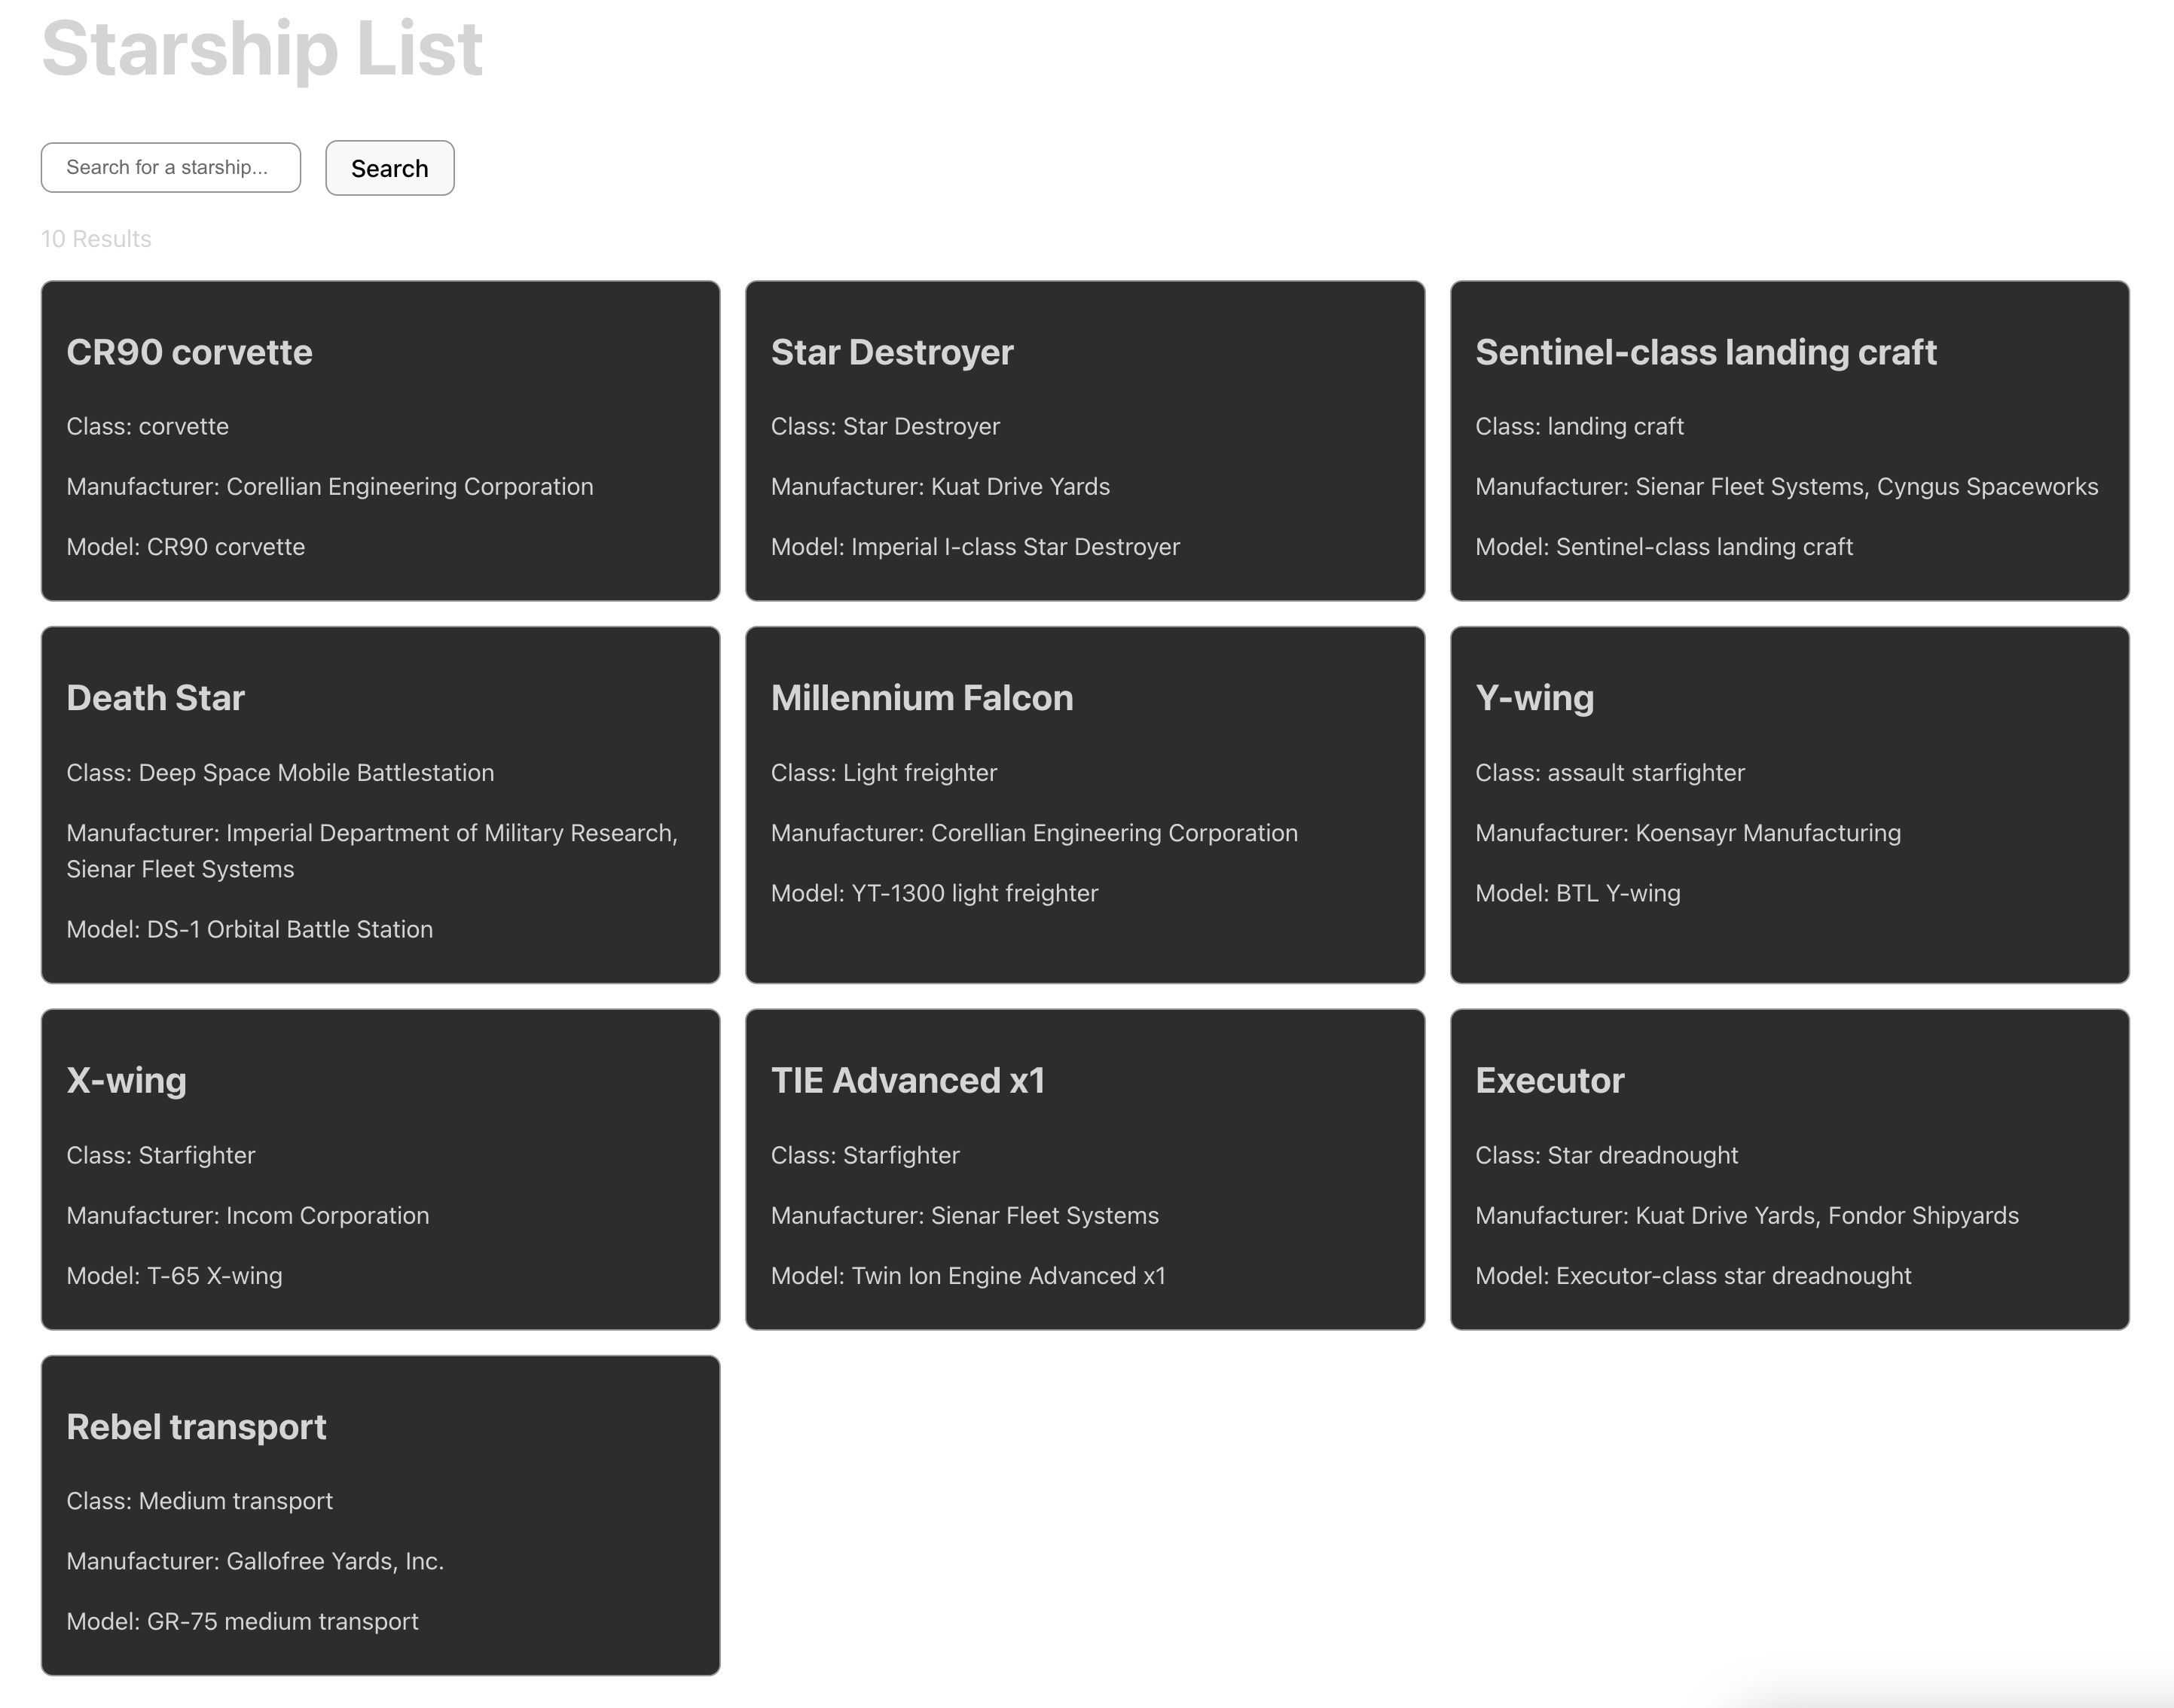 Starship List
Search for a starship...
Search
10 Results
CR90 corvette
Class: corvette
Manufacturer: Corellian Engineering Corporation
Model: CR90 corvette
Star Destroyer
Class: Star Destroyer
Manufacturer: Kuat Drive Yards
Model: Imperial I-class Star Destroyer
Sentinel-class landing craft
Class: landing craft
Manufacturer: Sienar Fleet Systems, Cyngus Spaceworks
Model: Sentinel-class landing craft
Death Star
Class: Deep Space Mobile Battlestation
Manufacturer: Imperial Department of Military Research,
Sienar Fleet Systems
Model: DS-1 Orbital Battle Station
Millennium Falcon
Class: Light freighter
Manufacturer: Corellian Engineering Corporation
Model: YT-1300 light freighter
Y-wing
Class: assault starfighter
Manufacturer: Koensayr Manufacturing
Model: BTL Y-wing
X-wing
Class: Starfighter
Manufacturer: Incom Corporation
Model: T-65 X-wing
TIE Advanced x1
Class: Starfighter
Manufacturer: Sienar Fleet Systems
Model: Twin Ion Engine Advanced x1
Executor
Class: Star dreadnought
Manufacturer: Kuat Drive Yards, Fondor Shipyards
Model: Executor-class star dreadnought
Rebel transport
Class: Medium transport
Manufacturer: Gallofree Yards, Inc.
Model: GR-75 medium transport